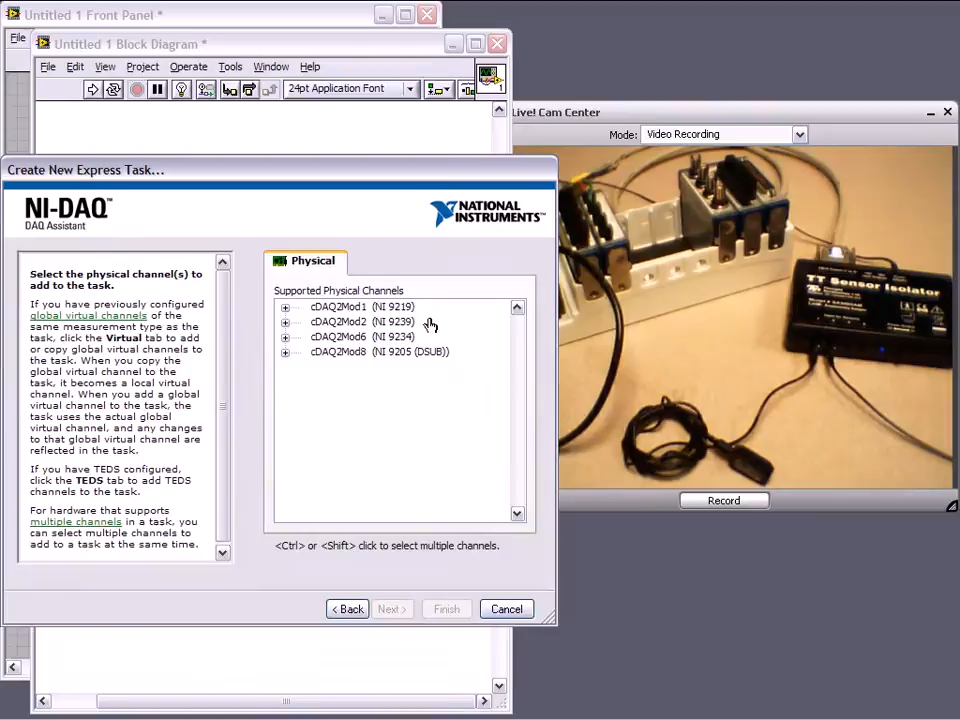 Untitled 1 Front Panel *
File
Untitled 1 Block Diagram *
File Edit View Project Operate Tools Window Help
24pt Application Font
1
Live! Cam Center
Mode: Video Recording
Create New Express Task...
NI-DAQ™
DAQ Assistant
NATIONAL INSTRUMENTS™
Select the physical channel(s) to
add to the task.
If you have previously configured
global virtual channels of the
same measurement type as the
task, click the Virtual tab to add
or copy global virtual channels to
the task. When you copy the
global virtual channel to the
task, it becomes a local virtual
channel. When you add a global
virtual channel to the task, the
task uses the actual global
virtual channel, and any changes
to that global virtual channel are
reflected in the task.
If you have TEDS configured,
click the TEDS tab to add TEDS
channels to the task.
For hardware that supports
multiple channels in a task, you
can select multiple channels to
add to a task at the same time.
Physical
Supported Physical Channels
cDAQ2Mod1 (NI 9219)
cDAQ2Mod2 (NI 9239)
cDAQ2Mod6 (NI 9234)
cDAQ2Mod8 (NI 9205 (DSUB))
<Ctrl> or <Shift> click to select multiple channels.
< Back Next > Finish Cancel
TT Sensor Isolator
Record